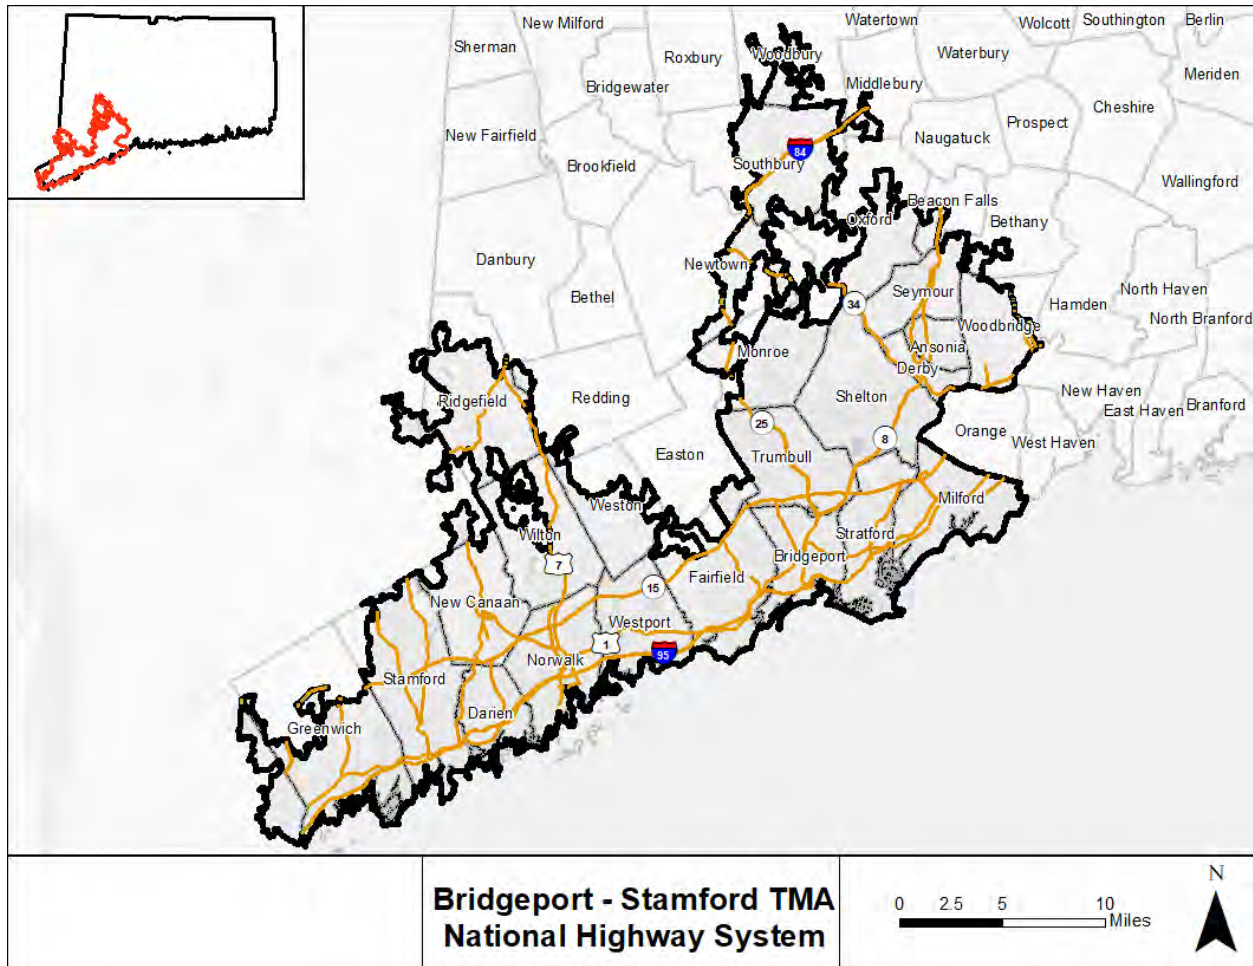 New Milford
Watertown
Wolcott
Southington
Berlin
Sherman
Roxbury
Woodbury
Waterbury
Meriden
Bridgewater
Middlebury
Cheshire
New Fairfield
Naugatuck
Prospect
84
Brookfield
Southbury
Wallingford
Beacon Falls
Oxford
Bethany
Danbury
Newtown
Bethel
Seymour
North Haven
Hamden
34
North Branford
Woodbridge
Ansonia
Monroe
Derby
Ridgefield
Redding
Shelton
New Haven
East Haven
Branford
25
8
Orange
West Haven
Easton
Trumbull
Weston
Milford
Wilton
Stratford
Bridgeport
7
Fairfield
15
New Canaan
Westport
1
95
Norwalk
Stamford
Darien
Greenwich
Bridgeport - Stamford TMA
National Highway System
0 2.5 5 10
Miles
N